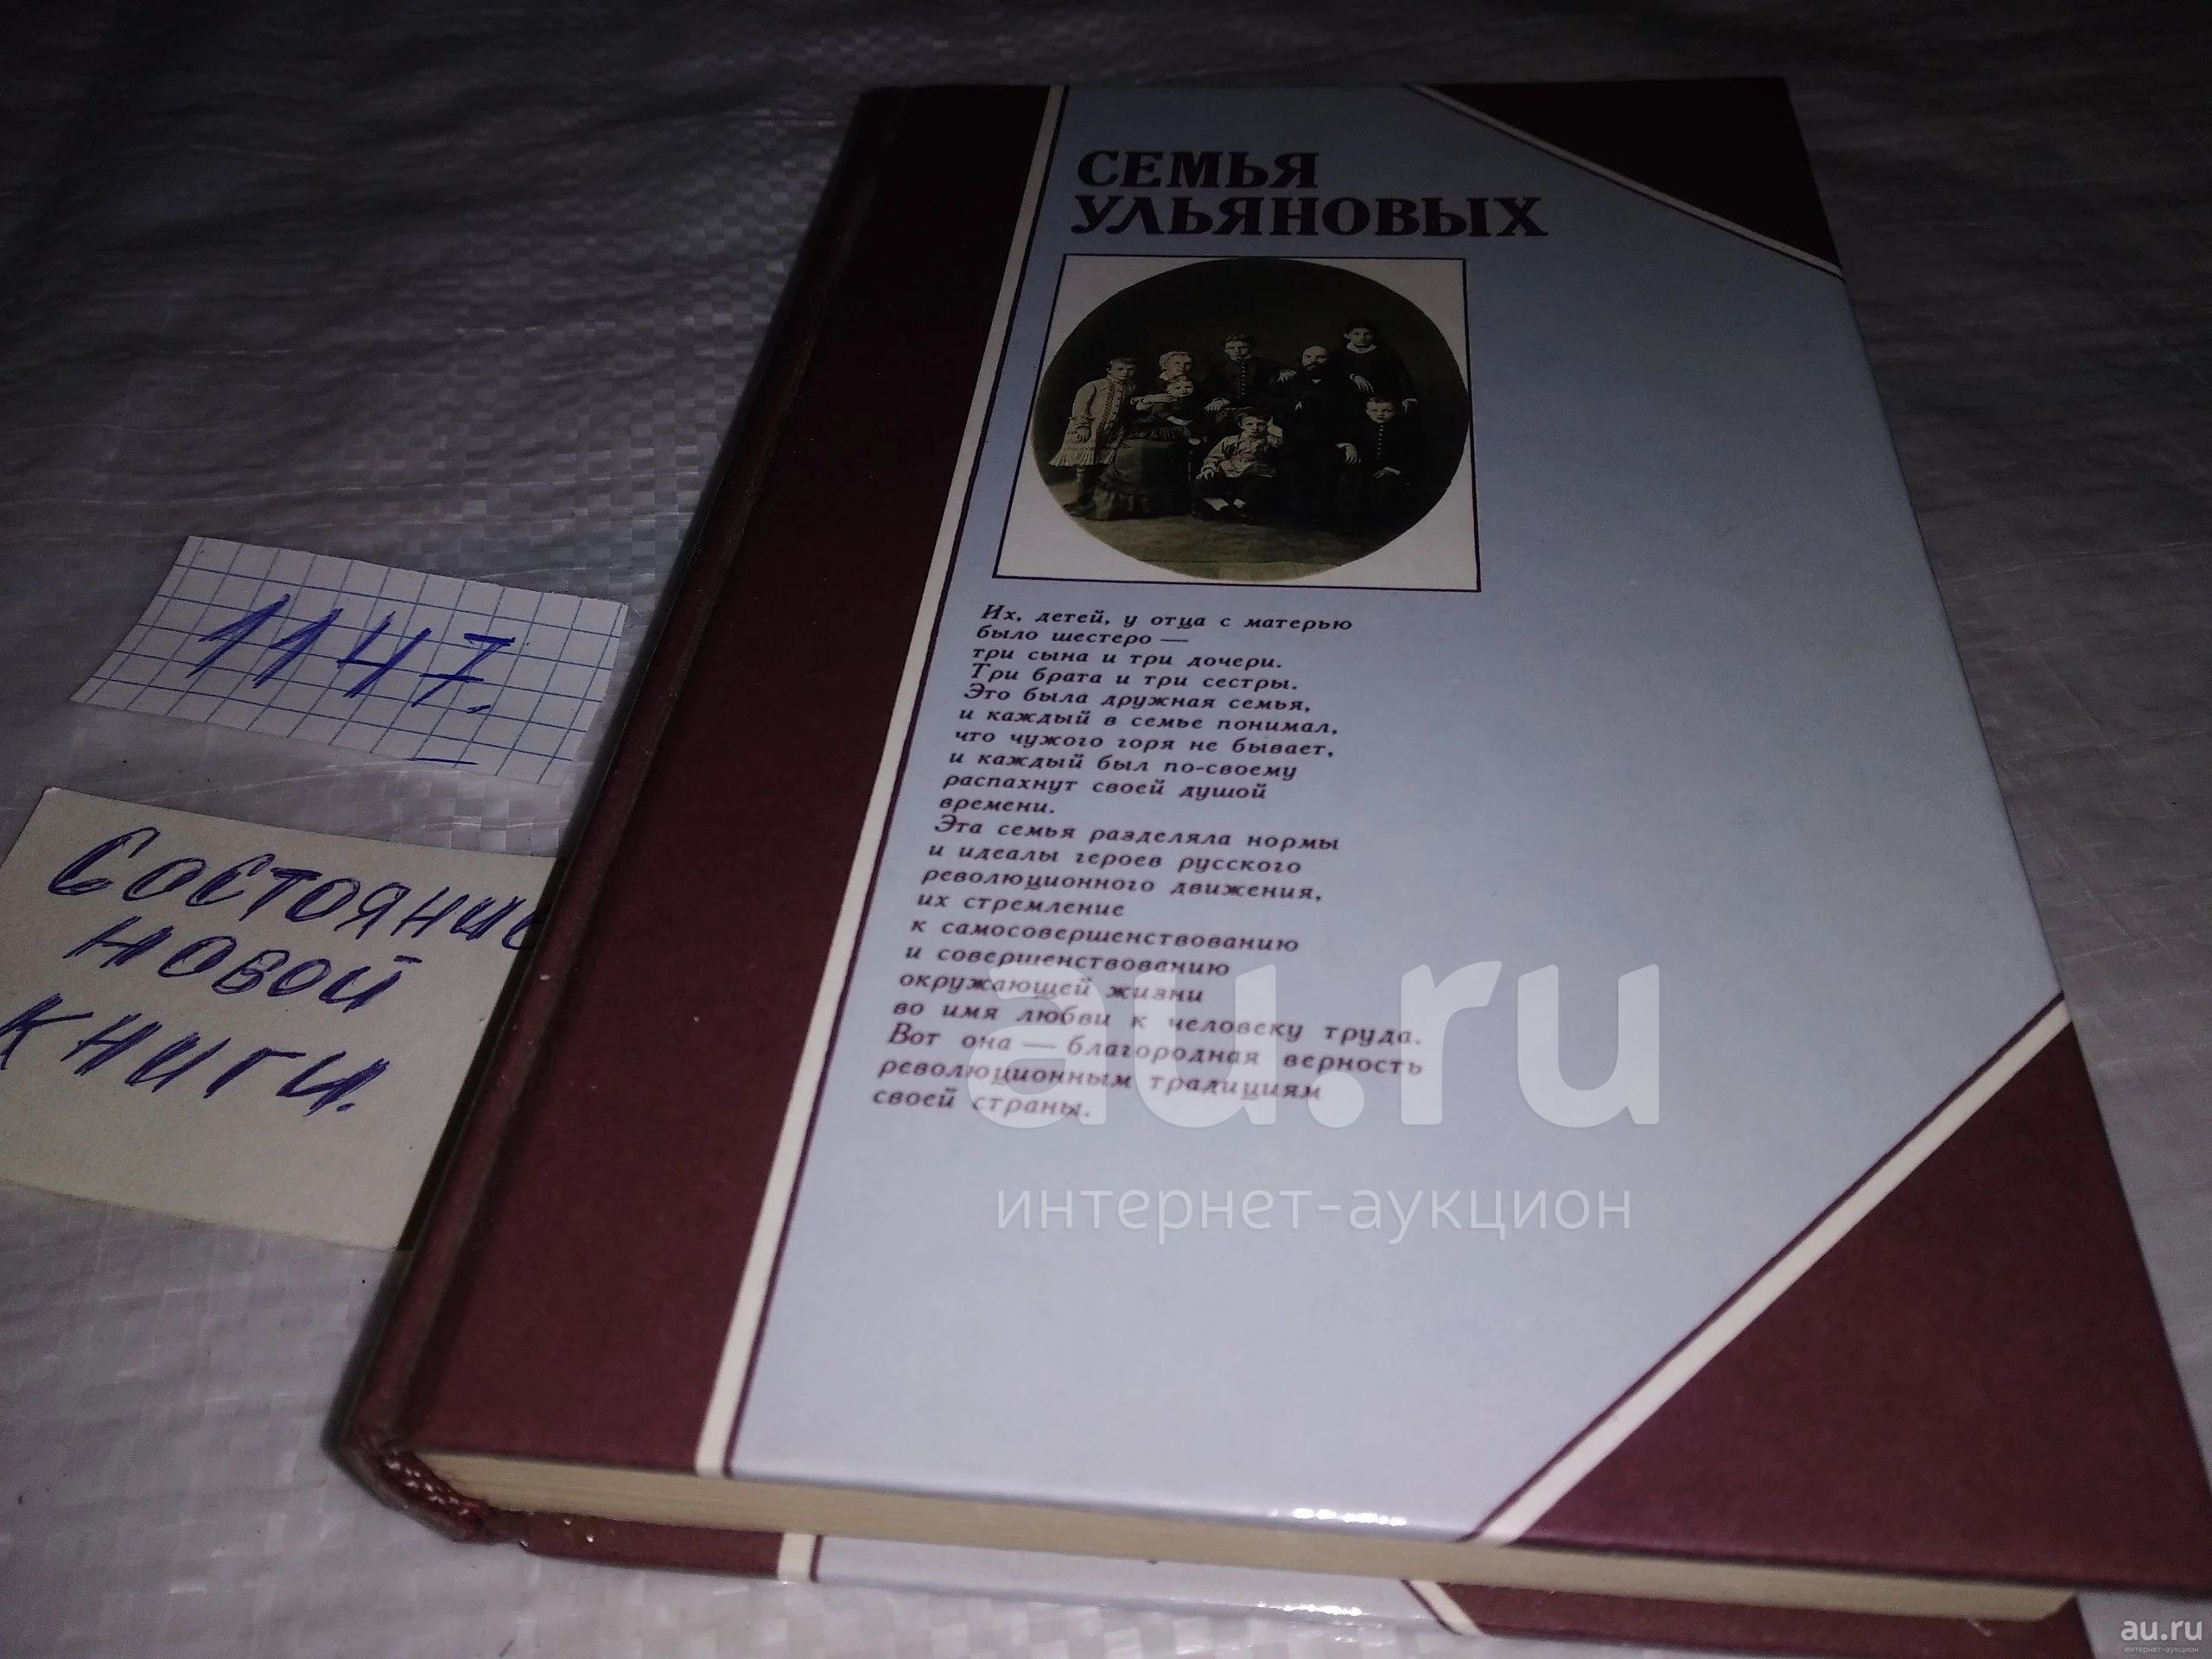 СЕМЬЯ
УЛЬЯНОВЫХ
Их, детей, у отца с матерью
было шестеро —
три сына и три дочери.
Три брата и три сестры.
Это была дружная семья,
и каждый в семье понимал,
что чужого горя не бывает,
и каждый был по-своему
распахнут своей душой
времени.
Эта семья разделяла нормы
и идеалы героев русского
революционного движения,
их стремление
к самосовершенствованию
и совершенствованию
окружающей жизни
во имя любви к человеку труда.
Вот она — благородная верность
революционным традициям
своей страны.
1147.
Состояние
новой
книги.
au.ru
интернет-аукцион
au.ru
интернет-аукцион